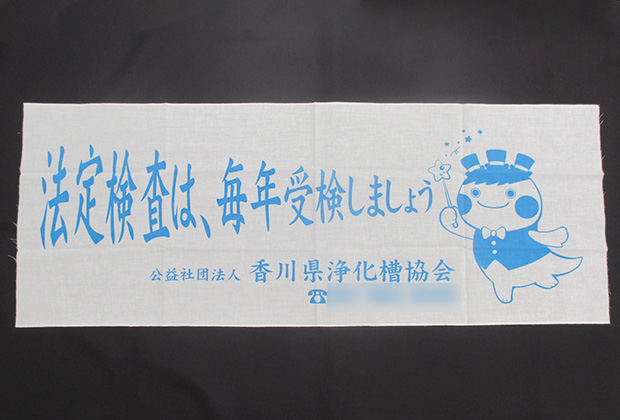 法定検査は、毎年受検しましょう
公益社団法人 香川県浄化槽協会
☎